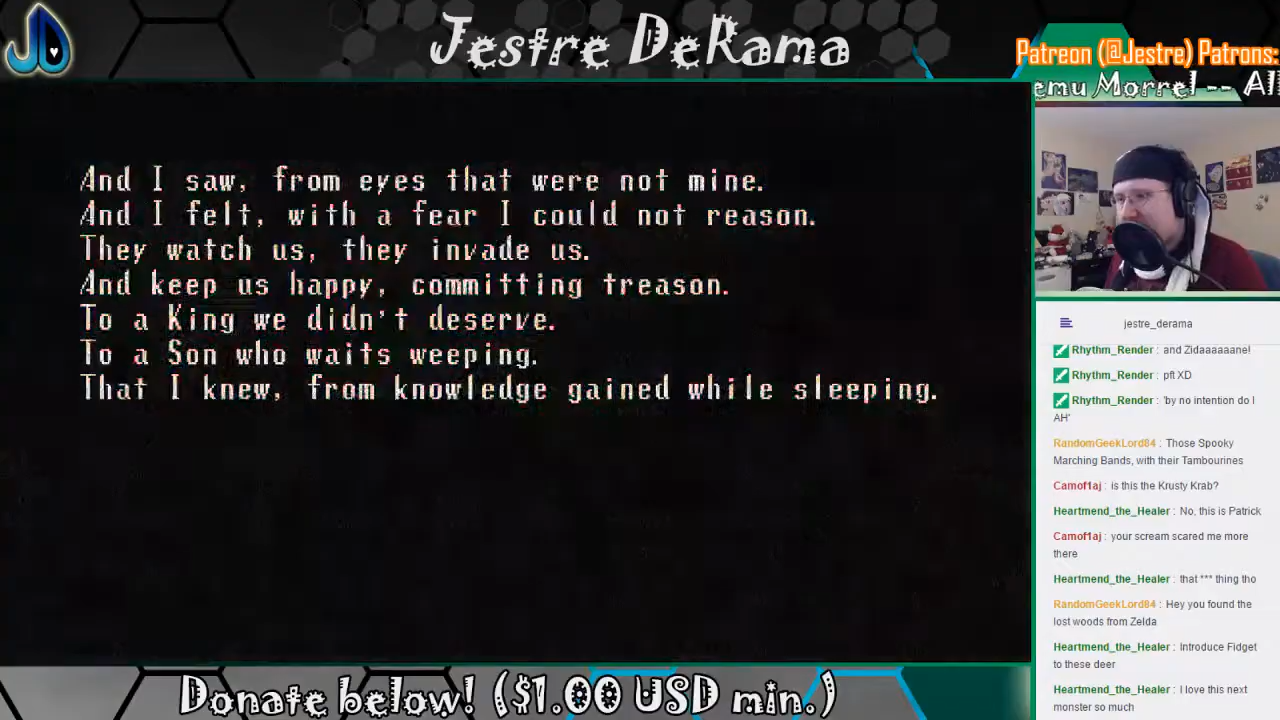 JD
Jestre DeRama
Patreon (@Jestre) Patrons:
emu Morrel -- All
And I saw, from eyes that were not mine.
And I felt, with a fear I could not reason.
They watch us, they invade us.
And keep us happy, committing treason.
To a King we didn't deserve.
To a Son who waits weeping.
That I knew, from knowledge gained while sleeping.
jestre_derama
Rhythm_Render : and Zidaaaaaane!
Rhythm_Render : pft XD
Rhythm_Render : 'by no intention do I
AH'
RandomGeekLord84 : Those Spooky
Marching Bands, with their Tambourines
Camof1aj : is this the Krusty Krab?
Heartmend_the_Healer : No, this is Patrick
Camof1aj : your scream scared me more
there
Heartmend_the_Healer : that *** thing tho
RandomGeekLord84 : Hey you found the
lost woods from Zelda
Heartmend_the_Healer : Introduce Fidget
to these deer
Heartmend_the_Healer : I love this next
monster so much
Donate below! ($1.00 USD min.)